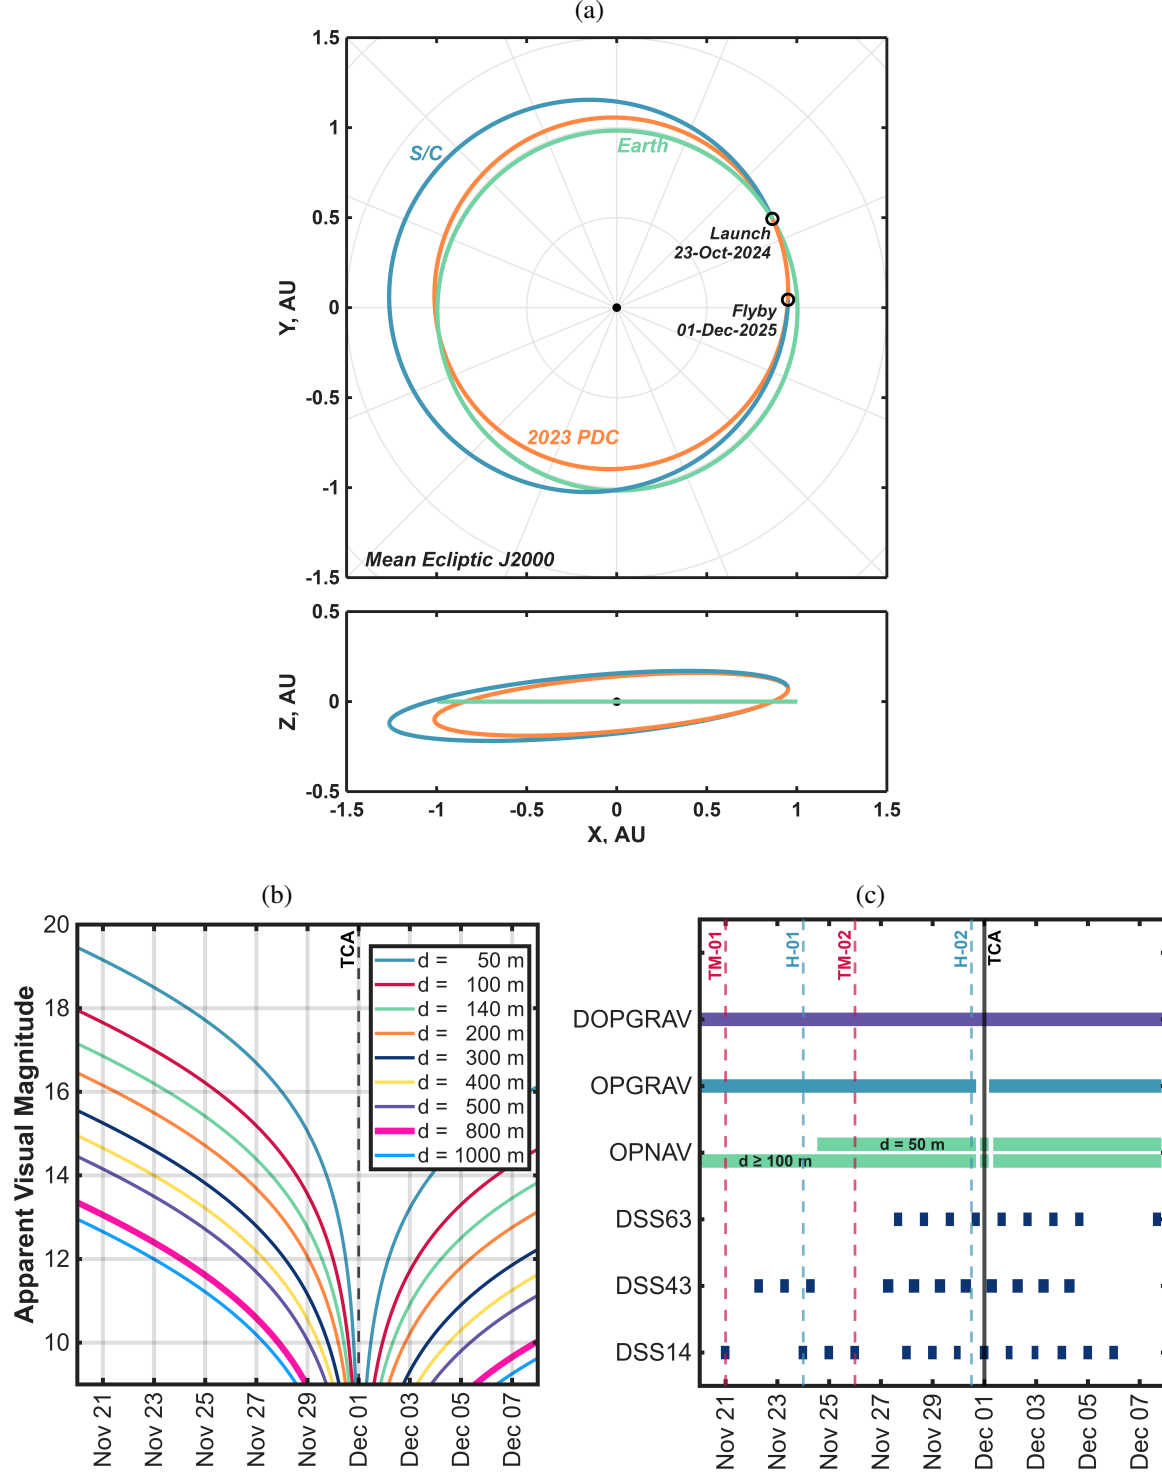 (a)
1.5
1
0.5
0
-0.5
-1
-1.5
Y, AU
S/C
Earth
Launch
23-Oct-2024
Flyby
01-Dec-2025
2023 PDC
Mean Ecliptic J2000
0.5
0
-0.5
Z, AU
-1.5 -1 -0.5 0 0.5 1 1.5
X, AU
(b)
20
18
16
14
12
10
Apparent Visual Magnitude
TCA
d = 50 m
d = 100 m
d = 140 m
d = 200 m
d = 300 m
d = 400 m
d = 500 m
d = 800 m
d = 1000 m
Nov 21 Nov 23 Nov 25 Nov 27 Nov 29 Dec 01 Dec 03 Dec 05 Dec 07
(c)
TM-01 H-01 TM-02 H-02 TCA
DOPGRAV
OPGRAV
OPNAV
d = 50 m
d ≥ 100 m
DSS63
DSS43
DSS14
Nov 21 Nov 23 Nov 25 Nov 27 Nov 29 Dec 01 Dec 03 Dec 05 Dec 07